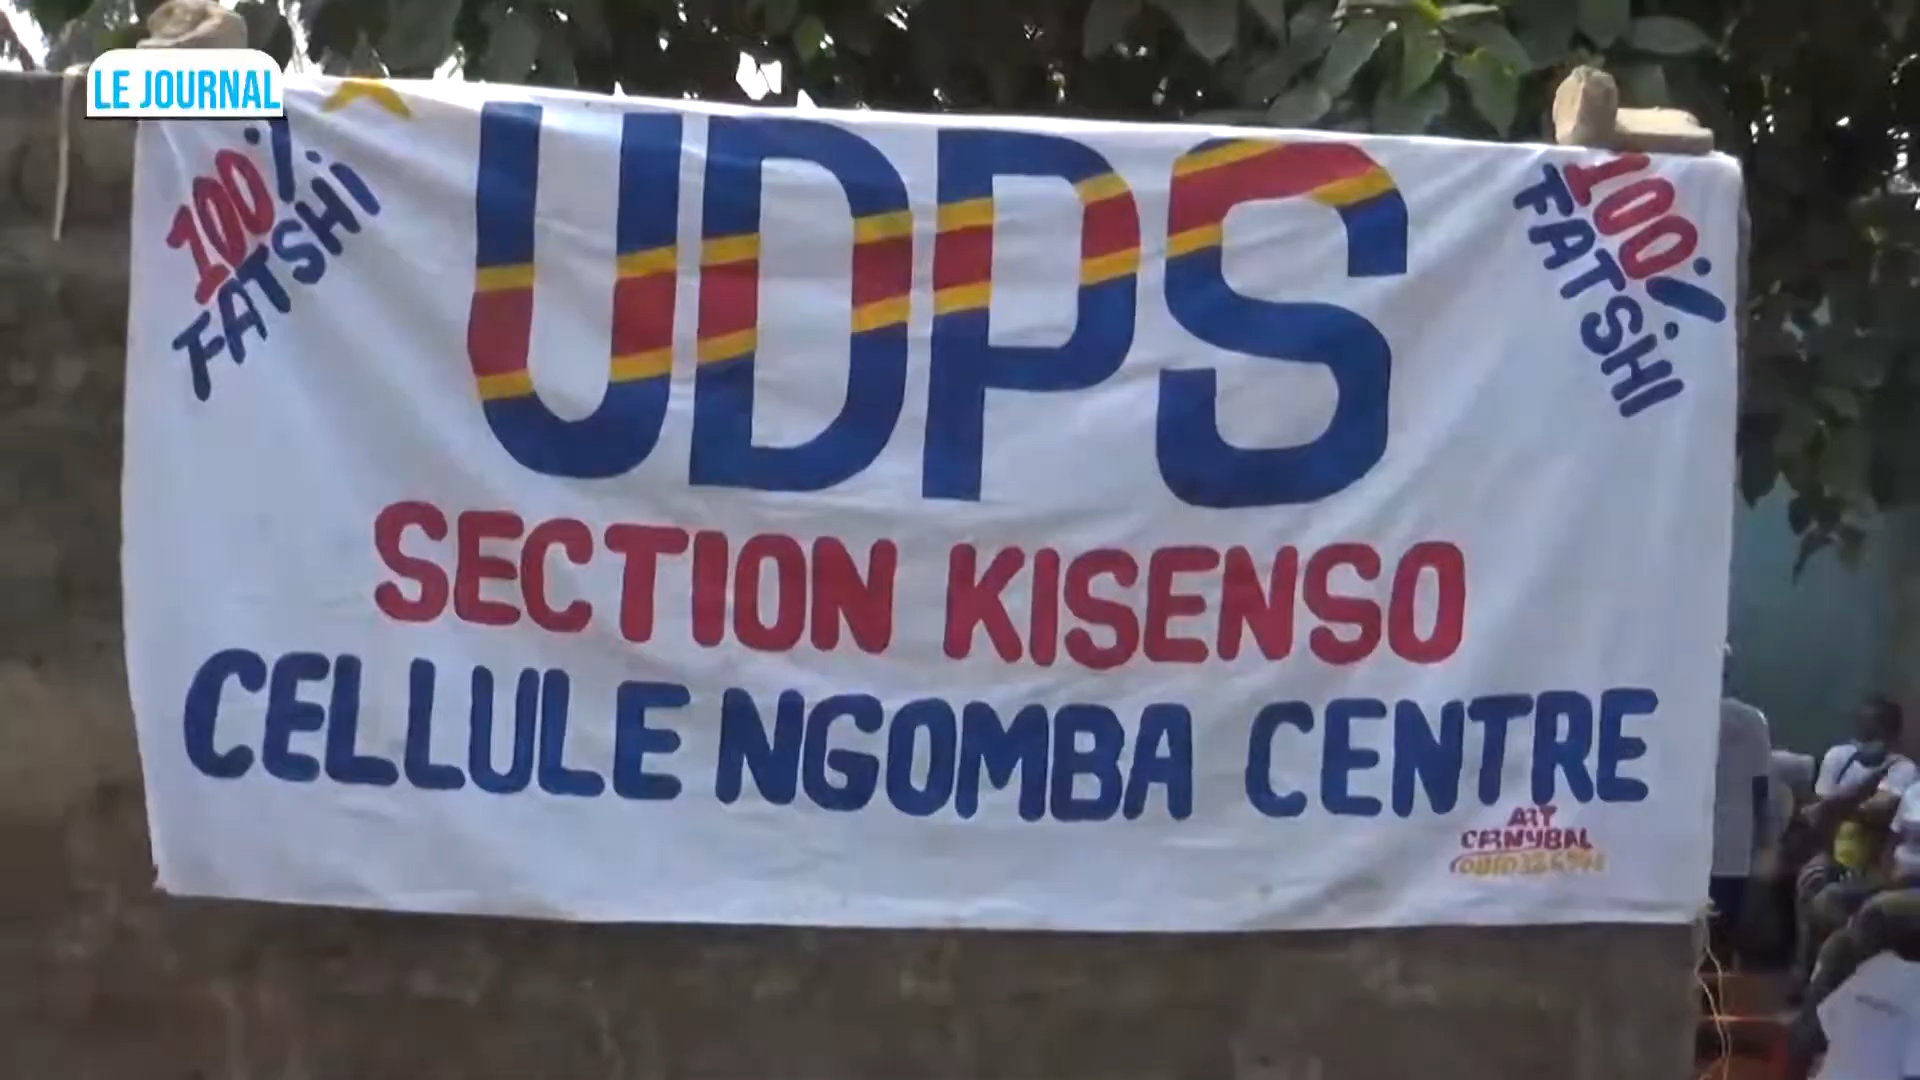 LE JOURNAL
100%
FATSHI
UDPS
100%
FATSHI
SECTION KISENSO
CELLULE NGOMBA CENTRE
ART